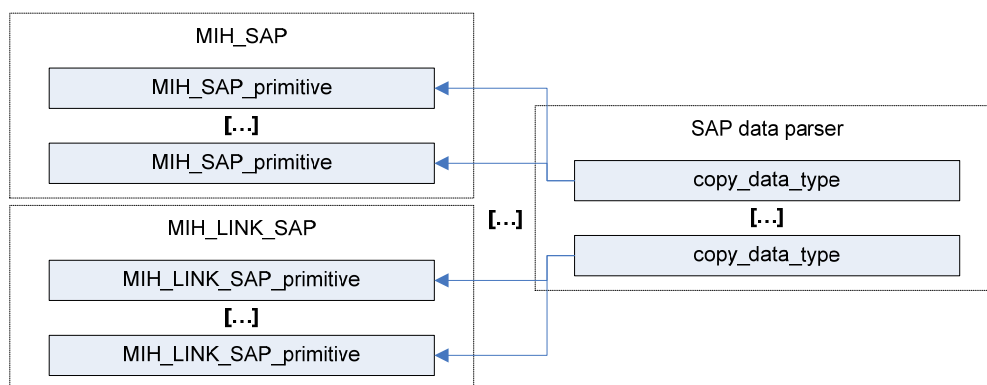 MIH_SAP
MIH_SAP_primitive
[...]
MIH_SAP_primitive
MIH_LINK_SAP
MIH_LINK_SAP_primitive
[...]
MIH_LINK_SAP_primitive
[...]
SAP data parser
copy_data_type
[...]
copy_data_type